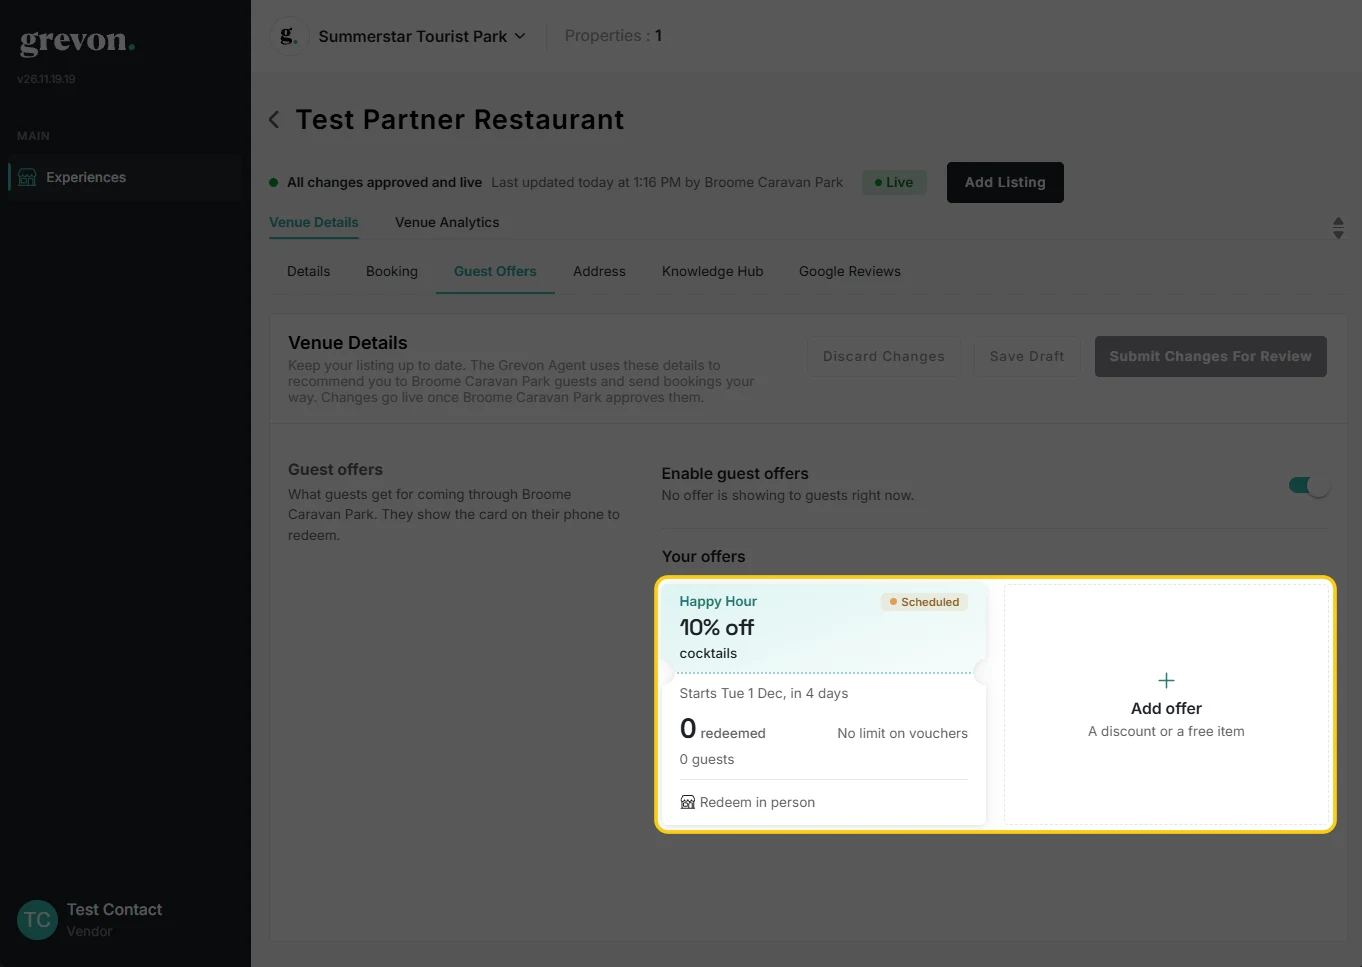 grevon.
v26.11.19.19
MAIN
Experiences
g. Summerstar Tourist Park
Properties : 1
Test Partner Restaurant
All changes approved and live Last updated today at 1:16 PM by Broome Caravan Park
Live
Add Listing
Venue Details
Venue Analytics
Details
Booking
Guest Offers
Address
Knowledge Hub
Google Reviews
Venue Details
Keep your listing up to date. The Grevon Agent uses these details to
recommend you to Broome Caravan Park guests and send bookings your
way. Changes go live once Broome Caravan Park approves them.
Discard Changes
Save Draft
Submit Changes For Review
Guest offers
What guests get for coming through Broome
Caravan Park. They show the card on their phone to
redeem.
Enable guest offers
No offer is showing to guests right now.
Your offers
Happy Hour
Scheduled
10% off
cocktails
Starts Tue 1 Dec, in 4 days
0 redeemed
No limit on vouchers
0 guests
Redeem in person
Add offer
A discount or a free item
TC
Test Contact
Vendor